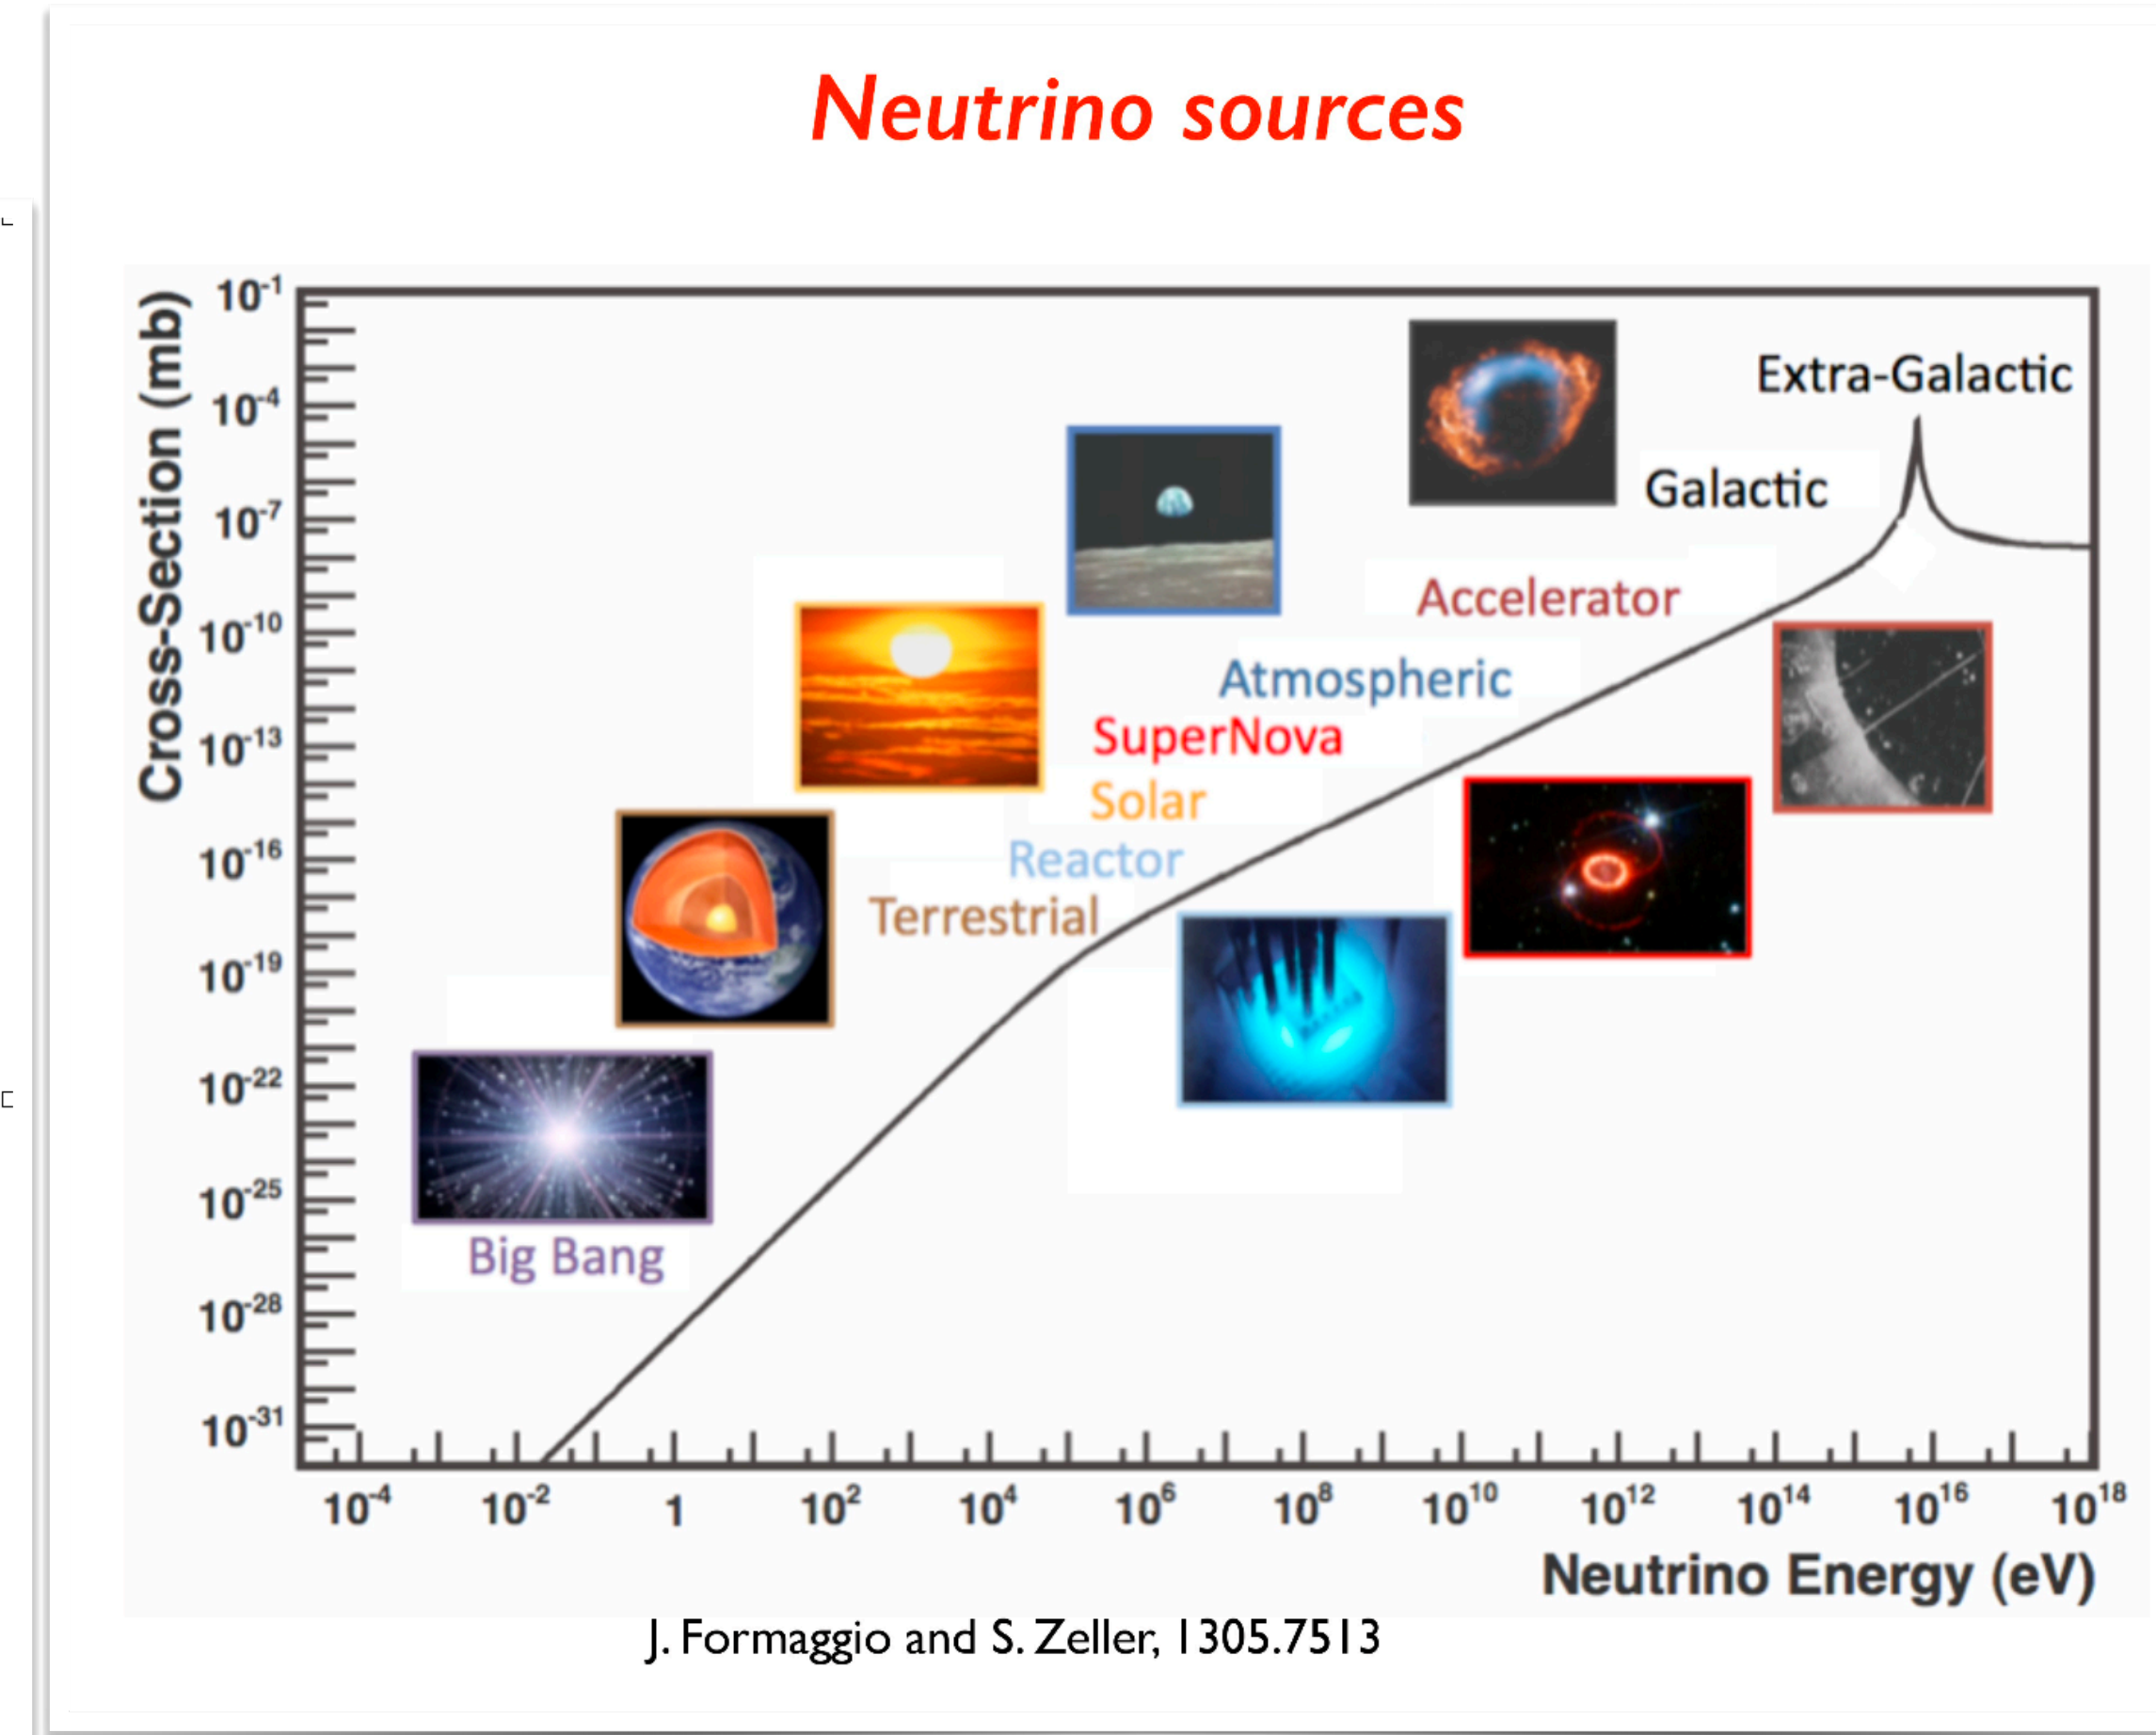 Neutrino sources
Cross-Section (mb)
10⁻¹
10⁻⁴
10⁻⁷
10⁻¹⁰
10⁻¹³
10⁻¹⁶
10⁻¹⁹
10⁻²²
10⁻²⁵
10⁻²⁸
10⁻³¹
Extra-Galactic
Galactic
Accelerator
Atmospheric
SuperNova
Solar
Reactor
Terrestrial
Big Bang
10⁻⁴ 10⁻² 1 10² 10⁴ 10⁶ 10⁸ 10¹⁰ 10¹² 10¹⁴ 10¹⁶ 10¹⁸
Neutrino Energy (eV)
J. Formaggio and S. Zeller, 1305.7513